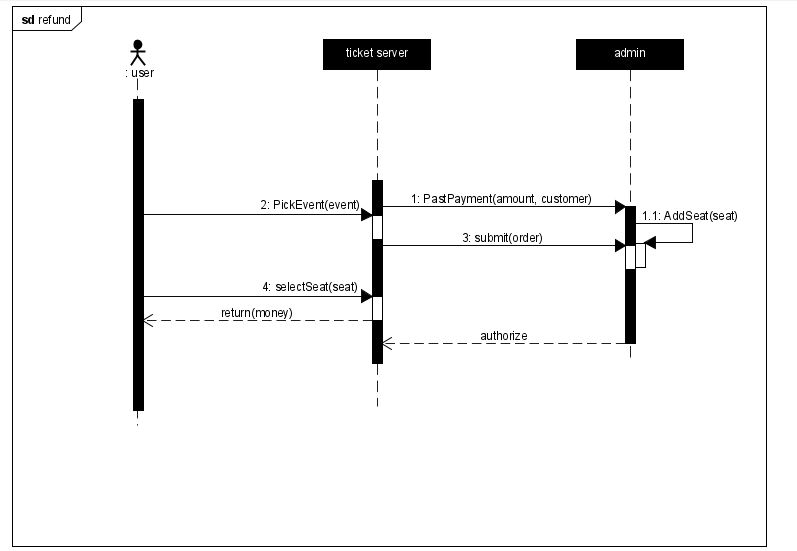 sd refund
: user
ticket server
admin
1: PastPayment(amount, customer)
2: PickEvent(event)
1.1: AddSeat(seat)
3: submit(order)
4: selectSeat(seat)
return(money)
authorize